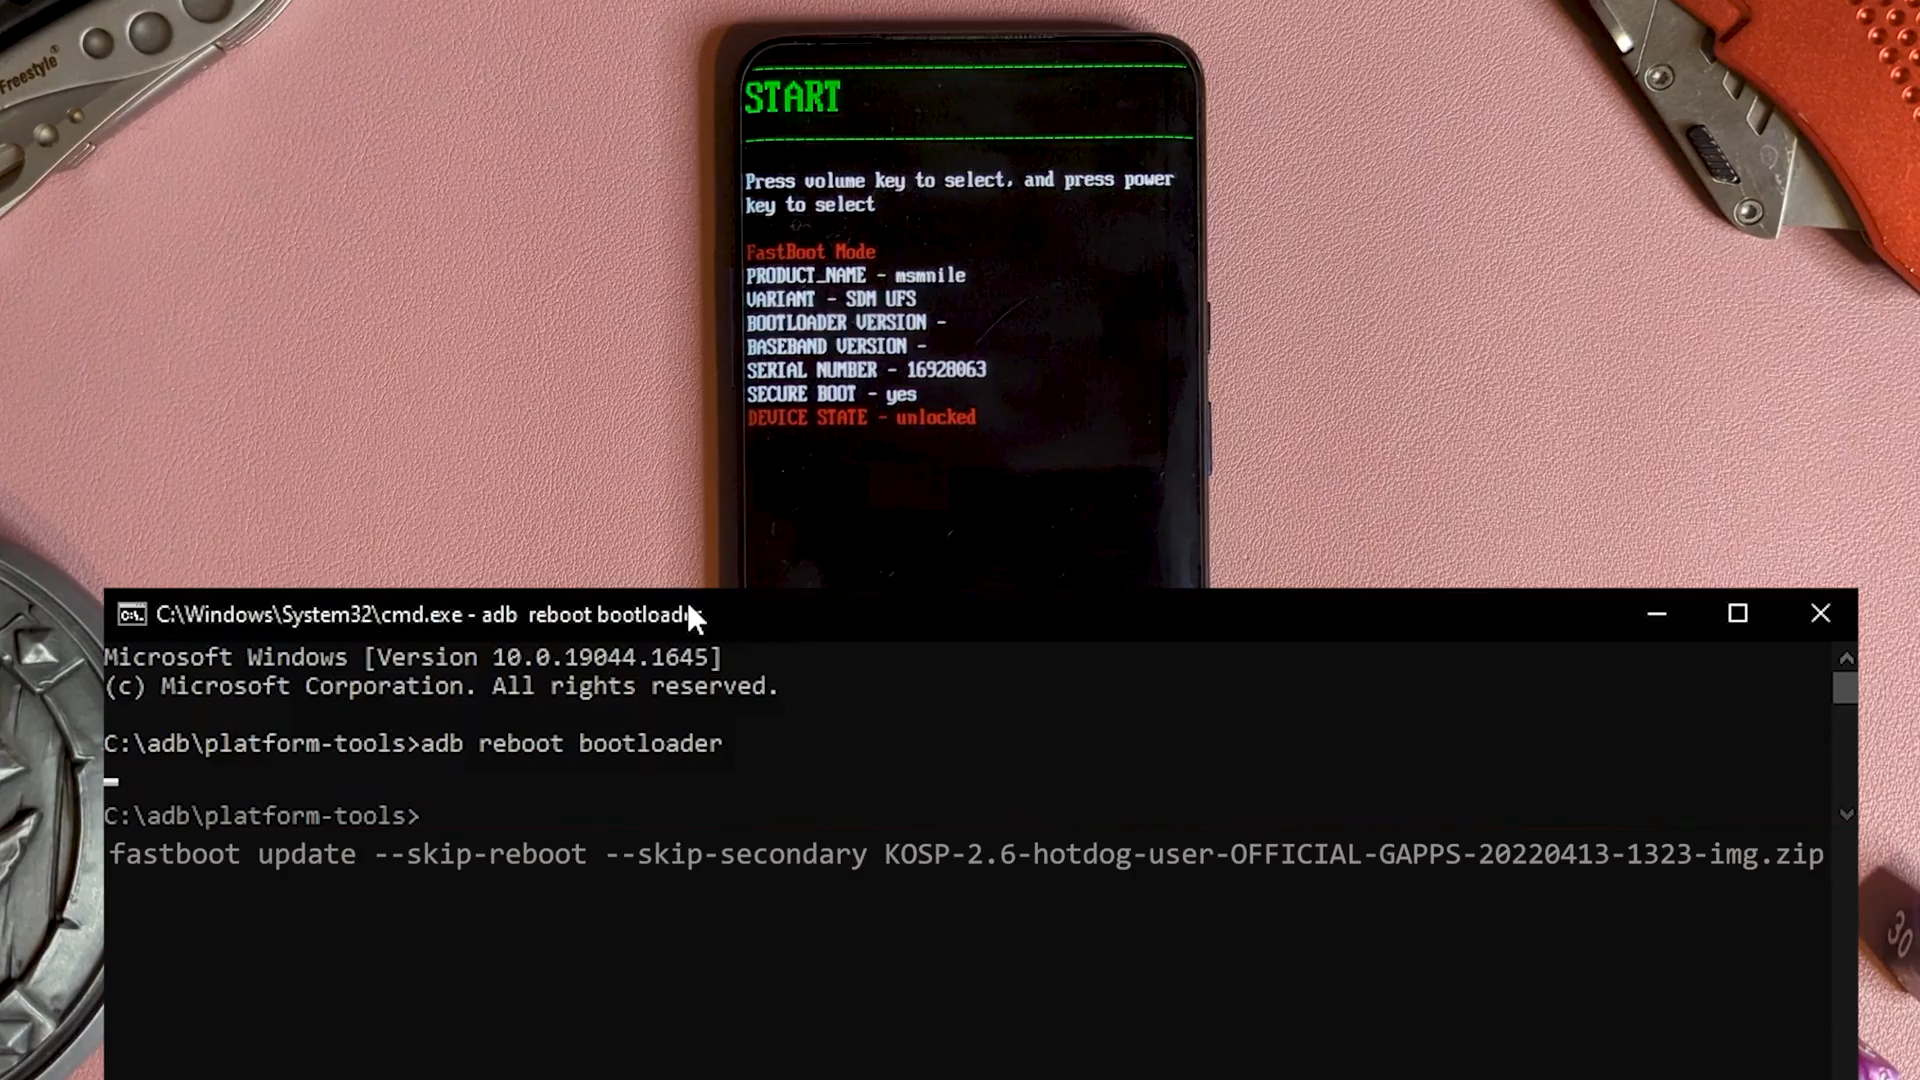 Freestyle®
START
Press volume key to select, and press power
key to select
FastBoot Mode
PRODUCT_NAME - msmnile
VARIANT - SDM UFS
BOOTLOADER VERSION -
BASEBAND VERSION -
SERIAL NUMBER - 16928063
SECURE BOOT - yes
DEVICE STATE - unlocked
C:\Windows\System32\cmd.exe - adb  reboot bootloader
Microsoft Windows [Version 10.0.19044.1645]
(c) Microsoft Corporation. All rights reserved.
C:\adb\platform-tools>adb reboot bootloader
C:\adb\platform-tools>
fastboot update --skip-reboot --skip-secondary KOSP-2.6-hotdog-user-OFFICIAL-GAPPS-20220413-1323-img.zip
30